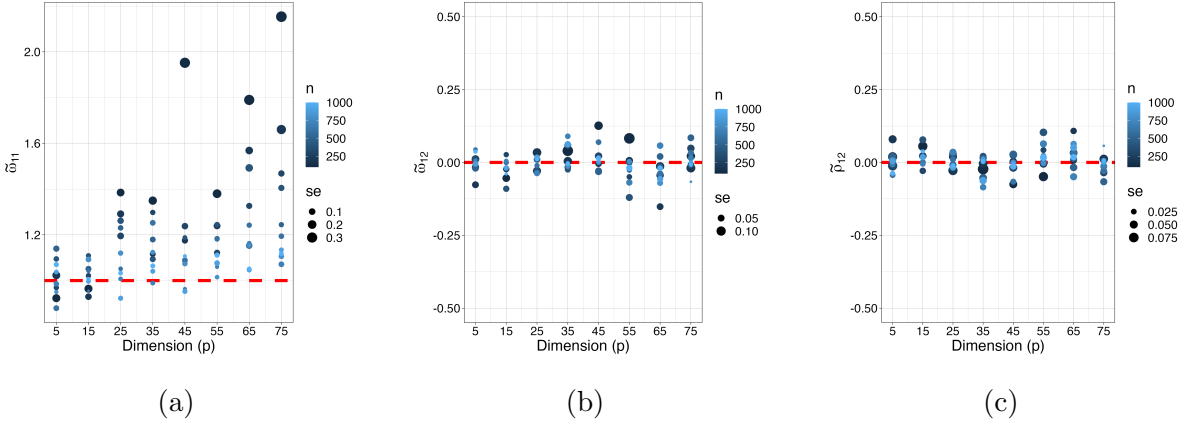 2.0
1.6
1.2
ω̃₁₁
5 15 25 35 45 55 65 75
Dimension (p)
n
1000
750
500
250
se
0.1
0.2
0.3
(a)
0.50
0.25
0.00
-0.25
-0.50
ω̃₁₂
5 15 25 35 45 55 65 75
Dimension (p)
n
1000
750
500
250
se
0.05
0.10
(b)
0.50
0.25
0.00
-0.25
-0.50
ρ̃₁₂
5 15 25 35 45 55 65 75
Dimension (p)
n
1000
750
500
250
se
0.025
0.050
0.075
(c)